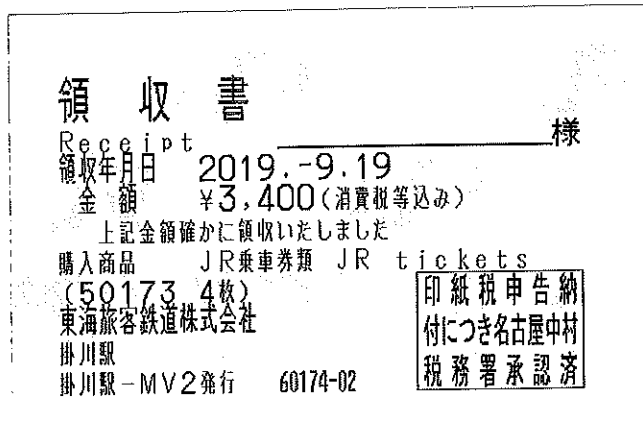 領収書
Receipt 様
領収年月日 2019.-9.19
金額 ¥3,400(消費税等込み)
上記金額確かに領収いたしました
購入商品 JR乗車券類 JR tickets
(50173 4枚)
東海旅客鉄道株式会社
掛川駅
掛川駅-MV2発行 60174-02
印紙税申告納
付につき名古屋中村
税務署承認済